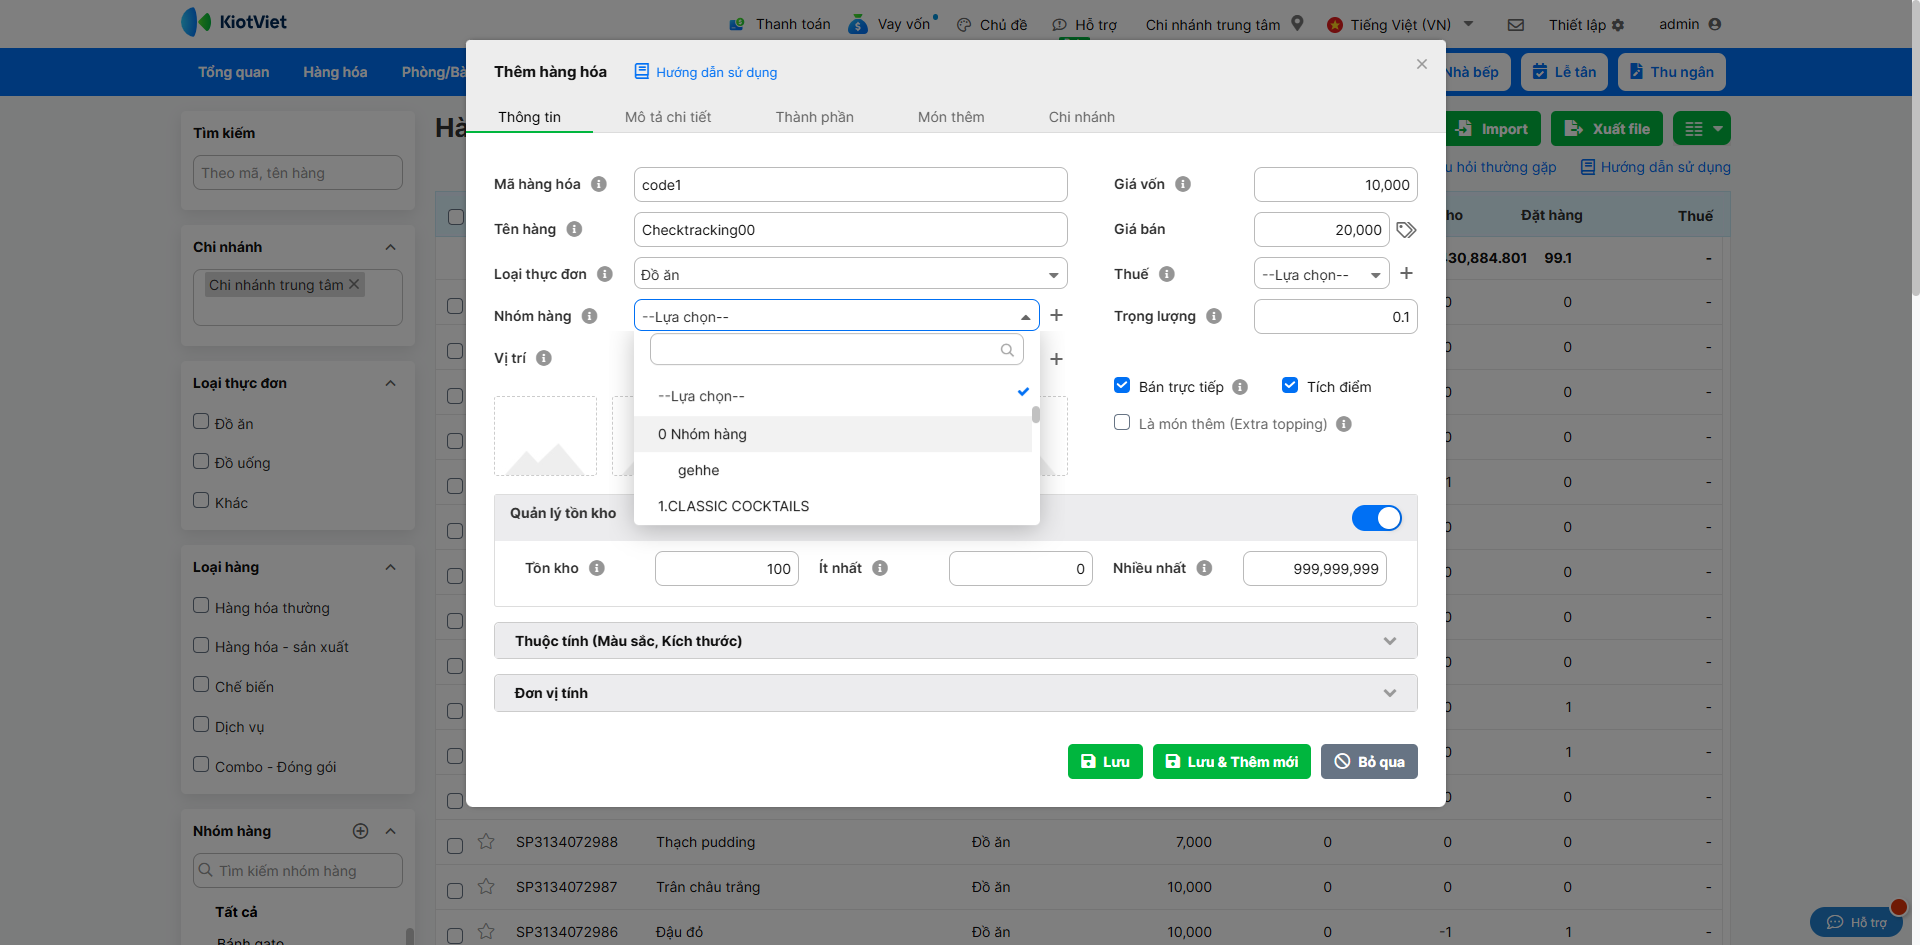 KiotViet
Thanh toán
Vay vốn
Chủ đề
Hỗ trợ
Chi nhánh trung tâm
Tiếng Việt (VN)
Thiết lập
admin
Tổng quan
Hàng hóa
Phòng/Bà
Nhà bếp
Lễ tân
Thu ngân
Thêm hàng hóa
Hướng dẫn sử dụng
Thông tin
Mô tả chi tiết
Thành phần
Món thêm
Chi nhánh
Tìm kiếm
Theo mã, tên hàng
Chi nhánh
Chi nhánh trung tâm
Loại thực đơn
Đồ ăn
Đồ uống
Khác
Loại hàng
Hàng hóa thường
Hàng hóa - sản xuất
Chế biến
Dịch vụ
Combo - Đóng gói
Nhóm hàng
Tìm kiếm nhóm hàng
Tất cả
Bánh gato
Hà
Import
Xuất file
u hỏi thường gặp
Hướng dẫn sử dụng
Mã hàng hóa
code1
Giá vốn
10,000
Tên hàng
Checktracking00
Giá bán
20,000
Loại thực đơn
Đồ ăn
Thuế
--Lựa chọn--
Nhóm hàng
--Lựa chọn--
Trọng lượng
0.1
Vị trí
--Lựa chọn--
0 Nhóm hàng
gehhe
1.CLASSIC COCKTAILS
Bán trực tiếp
Tích điểm
Là món thêm (Extra topping)
Quản lý tồn kho
Tồn kho
100
Ít nhất
0
Nhiều nhất
999,999,999
Thuộc tính (Màu sắc, Kích thước)
Đơn vị tính
Lưu
Lưu & Thêm mới
Bỏ qua
ho
Đặt hàng
Thuế
30,884.801 99.1 -
0 0 -
0 0 -
0 0 -
0 0 -
1 0 -
0 0 -
0 0 -
0 0 -
0 0 -
0 1 -
0 1 -
0 0 -
SP3134072988 Thạch pudding Đồ ăn 7,000 0 0 0 -
SP3134072987 Trân châu trắng Đồ ăn 10,000 0 0 0 -
SP3134072986 Đậu đỏ Đồ ăn 10,000 0 -1 1 -
Hỗ trợ